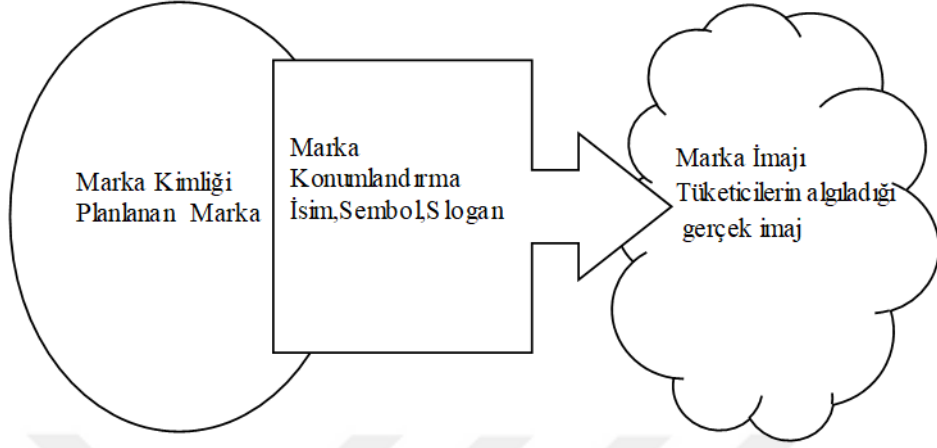 Marka Kimliği
Planlanan Marka
Marka
Konumlandırma
İsim,Sembol,Slogan
Marka İmajı
Tüketicilerin algıladığı
gerçek imaj